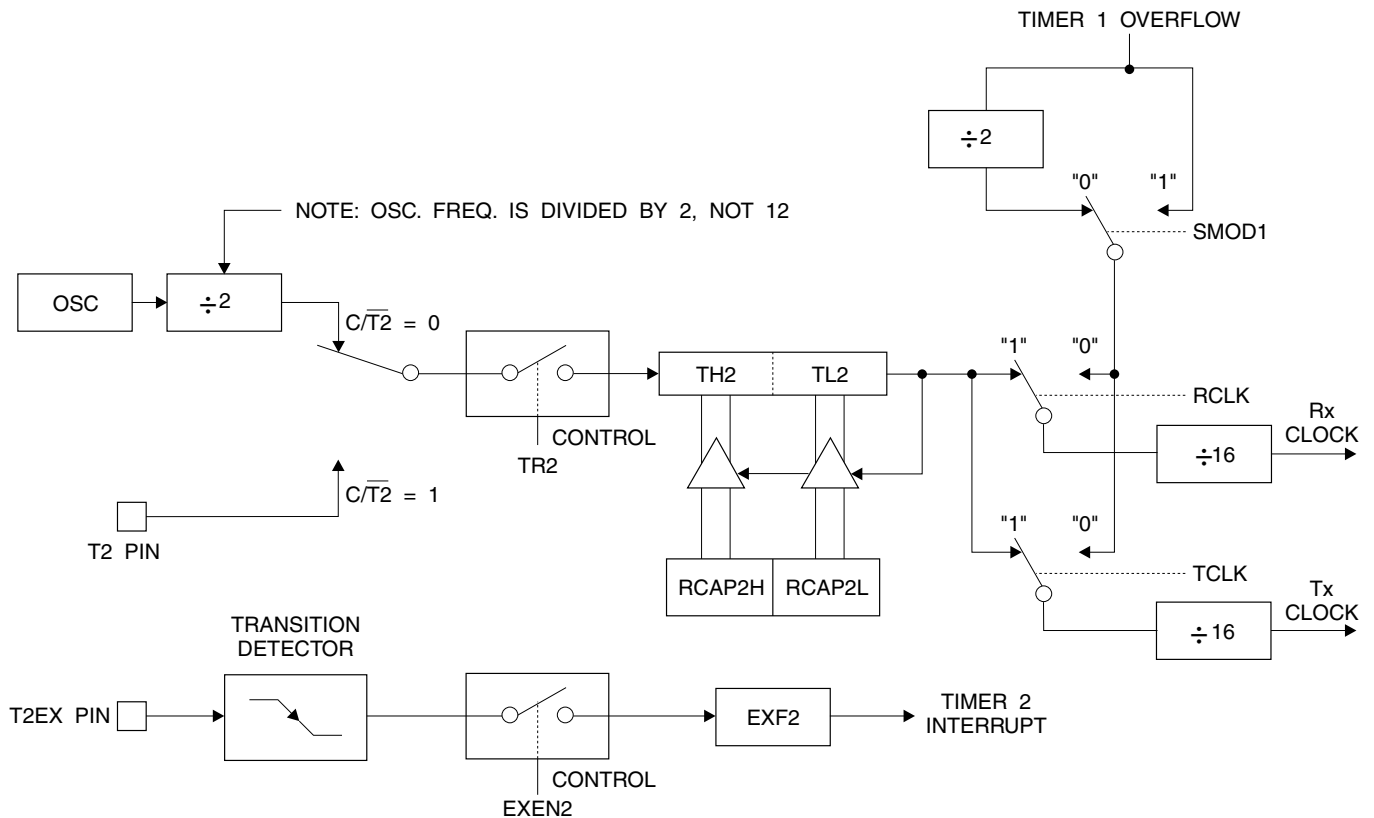 TIMER 1 OVERFLOW
÷2
"0" "1"
NOTE: OSC. FREQ. IS DIVIDED BY 2, NOT 12
SMOD1
OSC
÷2
C/T̅2̅ = 0
"1" "0"
TH2 TL2
RCLK
Rx
CLOCK
CONTROL
TR2
÷16
C/T̅2̅ = 1
T2 PIN
"1" "0"
RCAP2H RCAP2L
TCLK
Tx
CLOCK
÷16
TRANSITION
DETECTOR
T2EX PIN
EXF2
TIMER 2
INTERRUPT
CONTROL
EXEN2